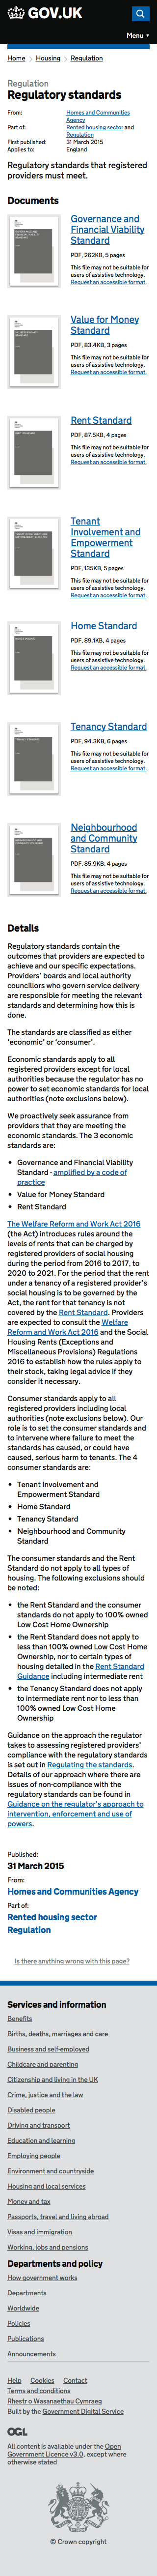 GOV.UK
Menu ▼
Home > Housing > Regulation
Regulation
Regulatory standards
From: Homes and Communities
Agency
Part of: Rented housing sector and
Regulation
First published: 31 March 2015
Applies to: England
Regulatory standards that registered
providers must meet.
Documents
Governance and
Financial Viability
Standard
PDF, 262KB, 5 pages
This file may not be suitable for
users of assistive technology.
Request an accessible format.
Value for Money
Standard
PDF, 83.4KB, 3 pages
This file may not be suitable for
users of assistive technology.
Request an accessible format.
Rent Standard
PDF, 87.5KB, 4 pages
This file may not be suitable for
users of assistive technology.
Request an accessible format.
Tenant
Involvement and
Empowerment
Standard
PDF, 135KB, 5 pages
This file may not be suitable for
users of assistive technology.
Request an accessible format.
Home Standard
PDF, 89.1KB, 4 pages
This file may not be suitable for
users of assistive technology.
Request an accessible format.
Tenancy Standard
PDF, 94.3KB, 6 pages
This file may not be suitable for
users of assistive technology.
Request an accessible format.
Neighbourhood
and Community
Standard
PDF, 85.9KB, 4 pages
This file may not be suitable for
users of assistive technology.
Request an accessible format.
Details
Regulatory standards contain the
outcomes that providers are expected to
achieve and our specific expectations.
Providers’ boards and local authority
councillors who govern service delivery
are responsible for meeting the relevant
standards and determining how this is
done.
The standards are classified as either
‘economic’ or ‘consumer’.
Economic standards apply to all
registered providers except for local
authorities because the regulator has no
power to set these for local authorities
(note exclusions below).
We proactively seek assurance from
providers that they are meeting the
economic standards. There are 3
economic standards are:
• Governance and Financial Viability
Standard - amplified by a code of
practice
• Value for Money Standard
• Rent Standard
The Welfare Reform and Work Act 2016
(the Act) introduces rules around the
levels of rent that can be charged by
registered providers of social housing
during the period from 2016 to 17, to
2020 to 2021. For the period that the rent
under a tenancy of a registered provider’s
social housing is to be governed by the
Act, the rent for that tenancy is not
covered by the Rent Standard. Providers
are expected to consult the Welfare
Reform and Work Act 2016 and the Social
Housing Rents (Exceptions and
Miscellaneous Provisions) Regulations
2016 to establish how the rules apply to
them, taking legal advice if they consider
it necessary.
Consumer standards apply to all
registered providers including local
authorities (note exclusions below). Our
role is to set the consumer standards and
to intervene where failure to meet the
standards has caused, or could have
caused, serious harm to tenants. The 4
consumer standards are:
• Tenant Involvement and
Empowerment Standard
• Home Standard
• Tenancy Standard
• Neighbourhood and Community
Standard
The consumer standards and the Rent
Standard do not apply to all types of
housing. The following exclusions should
be noted:
• the Rent Standard and the consumer
standards do not apply to 100% owned
Low Cost Home Ownership
• the Rent Standard does not apply to
less than 100% owned Low Cost Home
Ownership, or to certain types of
housing detailed in the Rent Standard
Guidance including intermediate rent
• the Tenancy Standard does not apply
to intermediate rent nor to less than
100% owned Low Cost Home
Ownership
Guidance on the approach the regulator
takes to assessing registered providers’
compliance with the regulatory standards
is set out in Regulating the standards.
Details of our approach where there are
issues and/or non-compliance with the
regulatory standards can be found in
Guidance on the regulator’s approach to
intervention, enforcement and use of
powers.
Published:
31 March 2015
From:
Homes and Communities Agency
Part of:
Rented housing sector
Regulation
Is there anything wrong with this page?
Services and information
Benefits
Births, deaths, marriages and care
Business and self-employed
Childcare and parenting
Citizenship and living in the UK
Crime, justice and the law
Disabled people
Driving and transport
Education and learning
Employing people
Environment and countryside
Housing and local services
Money and tax
Passports, travel and living abroad
Visas and immigration
Working, jobs and pensions
Departments and policy
How government works
Departments
Worldwide
Policies
Publications
Announcements
Help Cookies Contact
Terms and conditions
Rhestr o Wasanaethau Cymraeg
Built by the Government Digital Service
OGL
All content is available under the Open
Government Licence v3.0, except where
otherwise stated
© Crown copyright